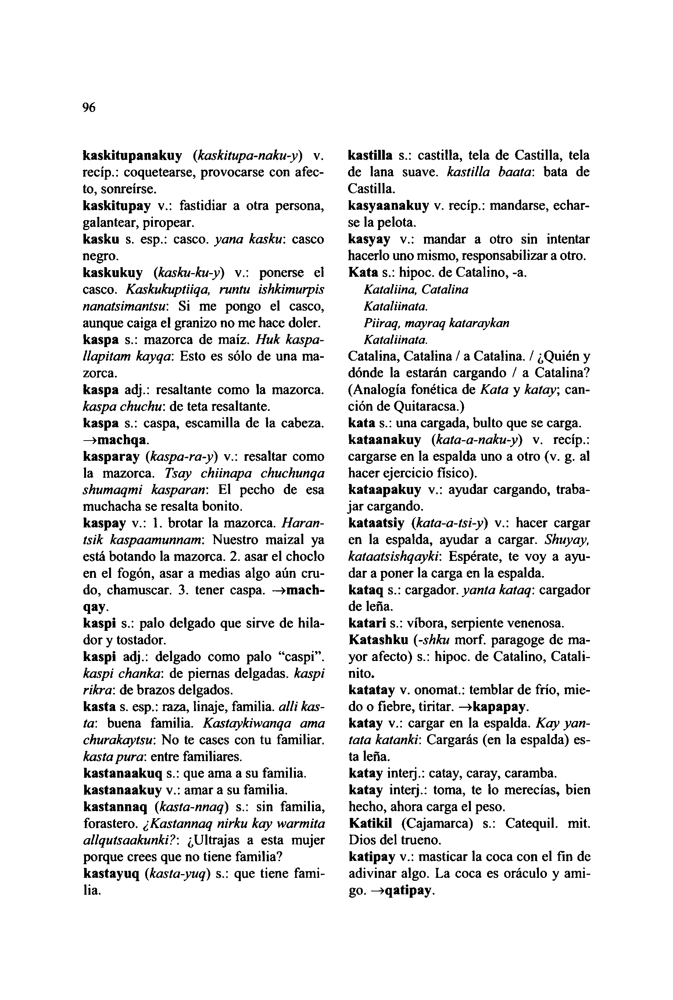 96
kaskitupanakuy (kaskitupa-naku-y) v.
recíp.: coquetearse, provocarse con afec-
to, sonreírse.
kaskitupay v.: fastidiar a otra persona,
galantear, piropear.
kasku s. esp.: casco. yana kasku: casco
negro.
kaskukuy (kasku-ku-y) v.: ponerse el
casco. Kaskukuptiiqa, runtu ishkimurpis
nanatsimantsu: Si me pongo el casco,
aunque caiga el granizo no me hace doler.
kaspa s.: mazorca de maíz. Huk kaspa-
llapitam kayqa: Esto es sólo de una ma-
zorca.
kaspa adj.: resaltante como la mazorca.
kaspa chuchu: de teta resaltante.
kaspa s.: caspa, escamilla de la cabeza.
→machqa.
kasparay (kaspa-ra-y) v.: resaltar como
la mazorca. Tsay chiinapa chuchunqa
shumaqmi kasparan: El pecho de esa
muchacha se resalta bonito.
kaspay v.: 1. brotar la mazorca. Haran-
tsik kaspaamunnam: Nuestro maizal ya
está botando la mazorca. 2. asar el choclo
en el fogón, asar a medias algo aún cru-
do, chamuscar. 3. tener caspa. →mach-
qay.
kaspi s.: palo delgado que sirve de hila-
dor y tostador.
kaspi adj.: delgado como palo “caspi”.
kaspi chanka: de piernas delgadas. kaspi
rikra: de brazos delgados.
kasta s. esp.: raza, linaje, familia. alli kas-
ta: buena familia. Kastaykiwanqa ama
churakaytsu: No te cases con tu familiar.
kasta pura: entre familiares.
kastanaakuq s.: que ama a su familia.
kastanaakuy v.: amar a su familia.
kastannaq (kasta-nnaq) s.: sin familia,
forastero. ¿Kastannaq nirku kay warmita
allqutsaakunki?: ¿Ultrajas a esta mujer
porque crees que no tiene familia?
kastayuq (kasta-yuq) s.: que tiene fami-
lia.
kastilla s.: castilla, tela de Castilla, tela
de lana suave. kastilla baata: bata de
Castilla.
kasyaanakuy v. recíp.: mandarse, echar-
se la pelota.
kasyay v.: mandar a otro sin intentar
hacerlo uno mismo, responsabilizar a otro.
Kata s.: hipoc. de Catalino, -a.
Kataliina, Catalina
Kataliinata.
Piiraq, mayraq kataraykan
Kataliinata.
Catalina, Catalina / a Catalina. / ¿Quién y
dónde la estarán cargando / a Catalina?
(Analogía fonética de Kata y katay; can-
ción de Quitaracsa.)
kata s.: una cargada, bulto que se carga.
kataanakuy (kata-a-naku-y) v. recíp.:
cargarse en la espalda uno a otro (v. g. al
hacer ejercicio físico).
kataapakuy v.: ayudar cargando, traba-
jar cargando.
kataatsiy (kata-a-tsi-y) v.: hacer cargar
en la espalda, ayudar a cargar. Shuyay,
kataatsishqayki: Espérate, te voy a ayu-
dar a poner la carga en la espalda.
kataq s.: cargador. yanta kataq: cargador
de leña.
katari s.: víbora, serpiente venenosa.
Katashku (-shku morf. paragoge de ma-
yor afecto) s.: hipoc. de Catalino, Catali-
nito.
katatay v. onomat.: temblar de frío, mie-
do o fiebre, tiritar. →kapapay.
katay v.: cargar en la espalda. Kay yan-
tata katanki: Cargarás (en la espalda) es-
ta leña.
katay interj.: catay, caray, caramba.
katay interj.: toma, te lo merecías, bien
hecho, ahora carga el peso.
Katikil (Cajamarca) s.: Catequil. mit.
Dios del trueno.
katipay v.: masticar la coca con el fin de
adivinar algo. La coca es oráculo y ami-
go. →qatipay.